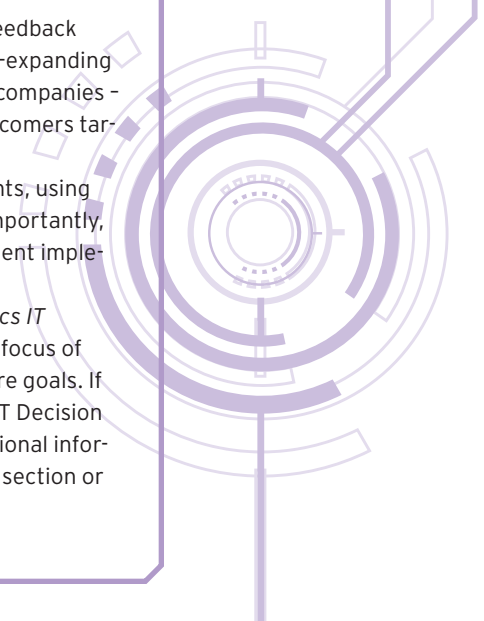 eedback
-expanding
companies –
comers tar-
nts, using
mportantly,
ent imple-
cs IT
focus of
re goals. If
T Decision
ional infor-
section or